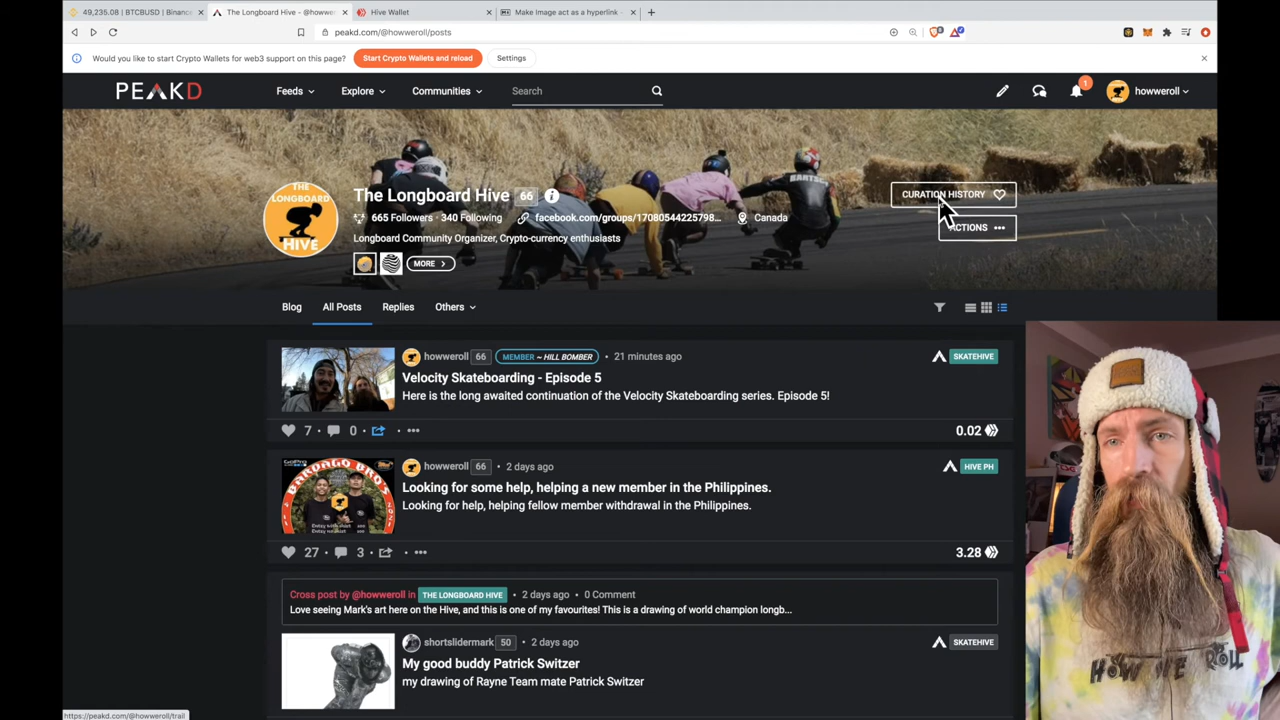 49,235.08 | BTCBUSD | Binanc
The Longboard Hive - @howwer
Hive Wallet
Make Image act as a hyperlink -
peakd.com/@howweroll/posts
Would you like to start Crypto Wallets for web3 support on this page?
Start Crypto Wallets and reload
Settings
PEAKD
Feeds
Explore
Communities
Search
1
howweroll
THE LONGBOARD HIVE
The Longboard Hive 66
CURATION HISTORY
665 Followers · 340 Following
facebook.com/groups/17080544225798...
Canada
ACTIONS
Longboard Community Organizer, Crypto-currency enthusiasts
MORE
Blog
All Posts
Replies
Others
howweroll 66 MEMBER ~ HILL BOMBER • 21 minutes ago
SKATEHIVE
Velocity Skateboarding - Episode 5
Here is the long awaited continuation of the Velocity Skateboarding series. Episode 5!
7 · 0
0.02
howweroll 66 • 2 days ago
HIVE PH
Looking for some help, helping a new member in the Philippines.
Looking for help, helping fellow member withdrawal in the Philippines.
27 · 3
3.28
Cross post by @howweroll in THE LONGBOARD HIVE • 2 days ago • 0 Comment
Love seeing Mark's art here on the Hive, and this is one of my favourites! This is a drawing of world champion longb...
shortslidermark 50 • 2 days ago
SKATEHIVE
My good buddy Patrick Switzer
my drawing of Rayne Team mate Patrick Switzer
HOW WE ROLL
https://peakd.com/@howweroll/trail